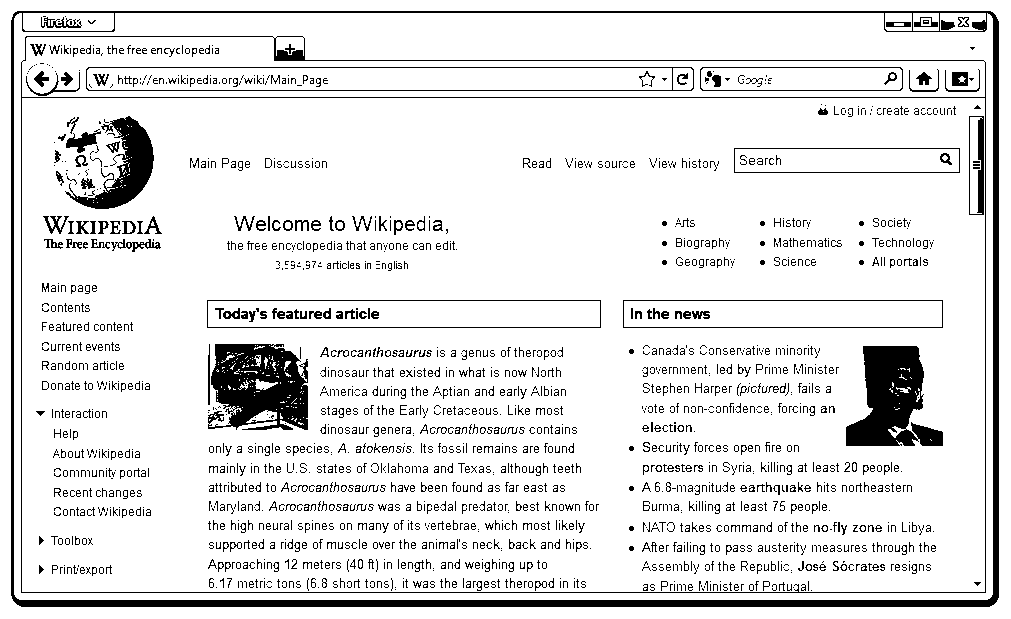 Firefox
Wikipedia, the free encyclopedia
http://en.wikipedia.org/wiki/Main_Page
Google
Log in / create account
Main Page Discussion
Read View source View history
Search
WIKIPEDIA
The Free Encyclopedia
Main page
Contents
Featured content
Current events
Random article
Donate to Wikipedia
Interaction
Help
About Wikipedia
Community portal
Recent changes
Contact Wikipedia
Toolbox
Print/export
Welcome to Wikipedia,
the free encyclopedia that anyone can edit.
3,594,974 articles in English
Arts
Biography
Geography
History
Mathematics
Science
Society
Technology
All portals
Today's featured article
Acrocanthosaurus is a genus of theropod
dinosaur that existed in what is now North
America during the Aptian and early Albian
stages of the Early Cretaceous. Like most
dinosaur genera, Acrocanthosaurus contains
only a single species, A. atokensis. Its fossil remains are found
mainly in the U.S. states of Oklahoma and Texas, although teeth
attributed to Acrocanthosaurus have been found as far east as
Maryland. Acrocanthosaurus was a bipedal predator, best known for
the high neural spines on many of its vertebrae, which most likely
supported a ridge of muscle over the animal's neck, back and hips.
Approaching 12 meters (40 ft) in length, and weighing up to
6.17 metric tons (6.8 short tons), it was the largest theropod in its
In the news
Canada's Conservative minority
government, led by Prime Minister
Stephen Harper (pictured), fails a
vote of non-confidence, forcing an
election.
Security forces open fire on
protesters in Syria, killing at least 20 people.
A 6.8-magnitude earthquake hits northeastern
Burma, killing at least 75 people.
NATO takes command of the no-fly zone in Libya.
After failing to pass austerity measures through the
Assembly of the Republic, José Sócrates resigns
as Prime Minister of Portugal.